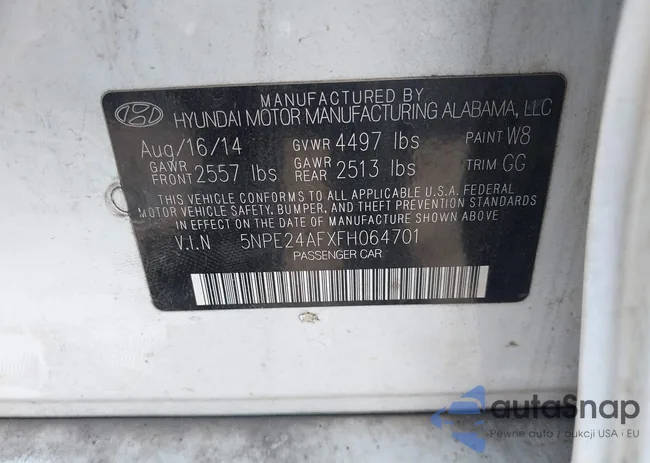 MANUFACTURED BY
HYUNDAI MOTOR MANUFACTURING ALABAMA, LLC
Aug/16/14 GVWR 4497 lbs PAINT W8
GAWR FRONT 2557 lbs GAWR REAR 2513 lbs TRIM GG
THIS VEHICLE CONFORMS TO ALL APPLICABLE U.S.A. FEDERAL
MOTOR VEHICLE SAFETY, BUMPER, AND THEFT PREVENTION STANDARDS
IN EFFECT ON THE DATE OF MANUFACTURE SHOWN ABOVE
V.I.N 5NPE24AFXFH064701
PASSENGER CAR
autoSnap
Pewne auto z aukcji USA i EU